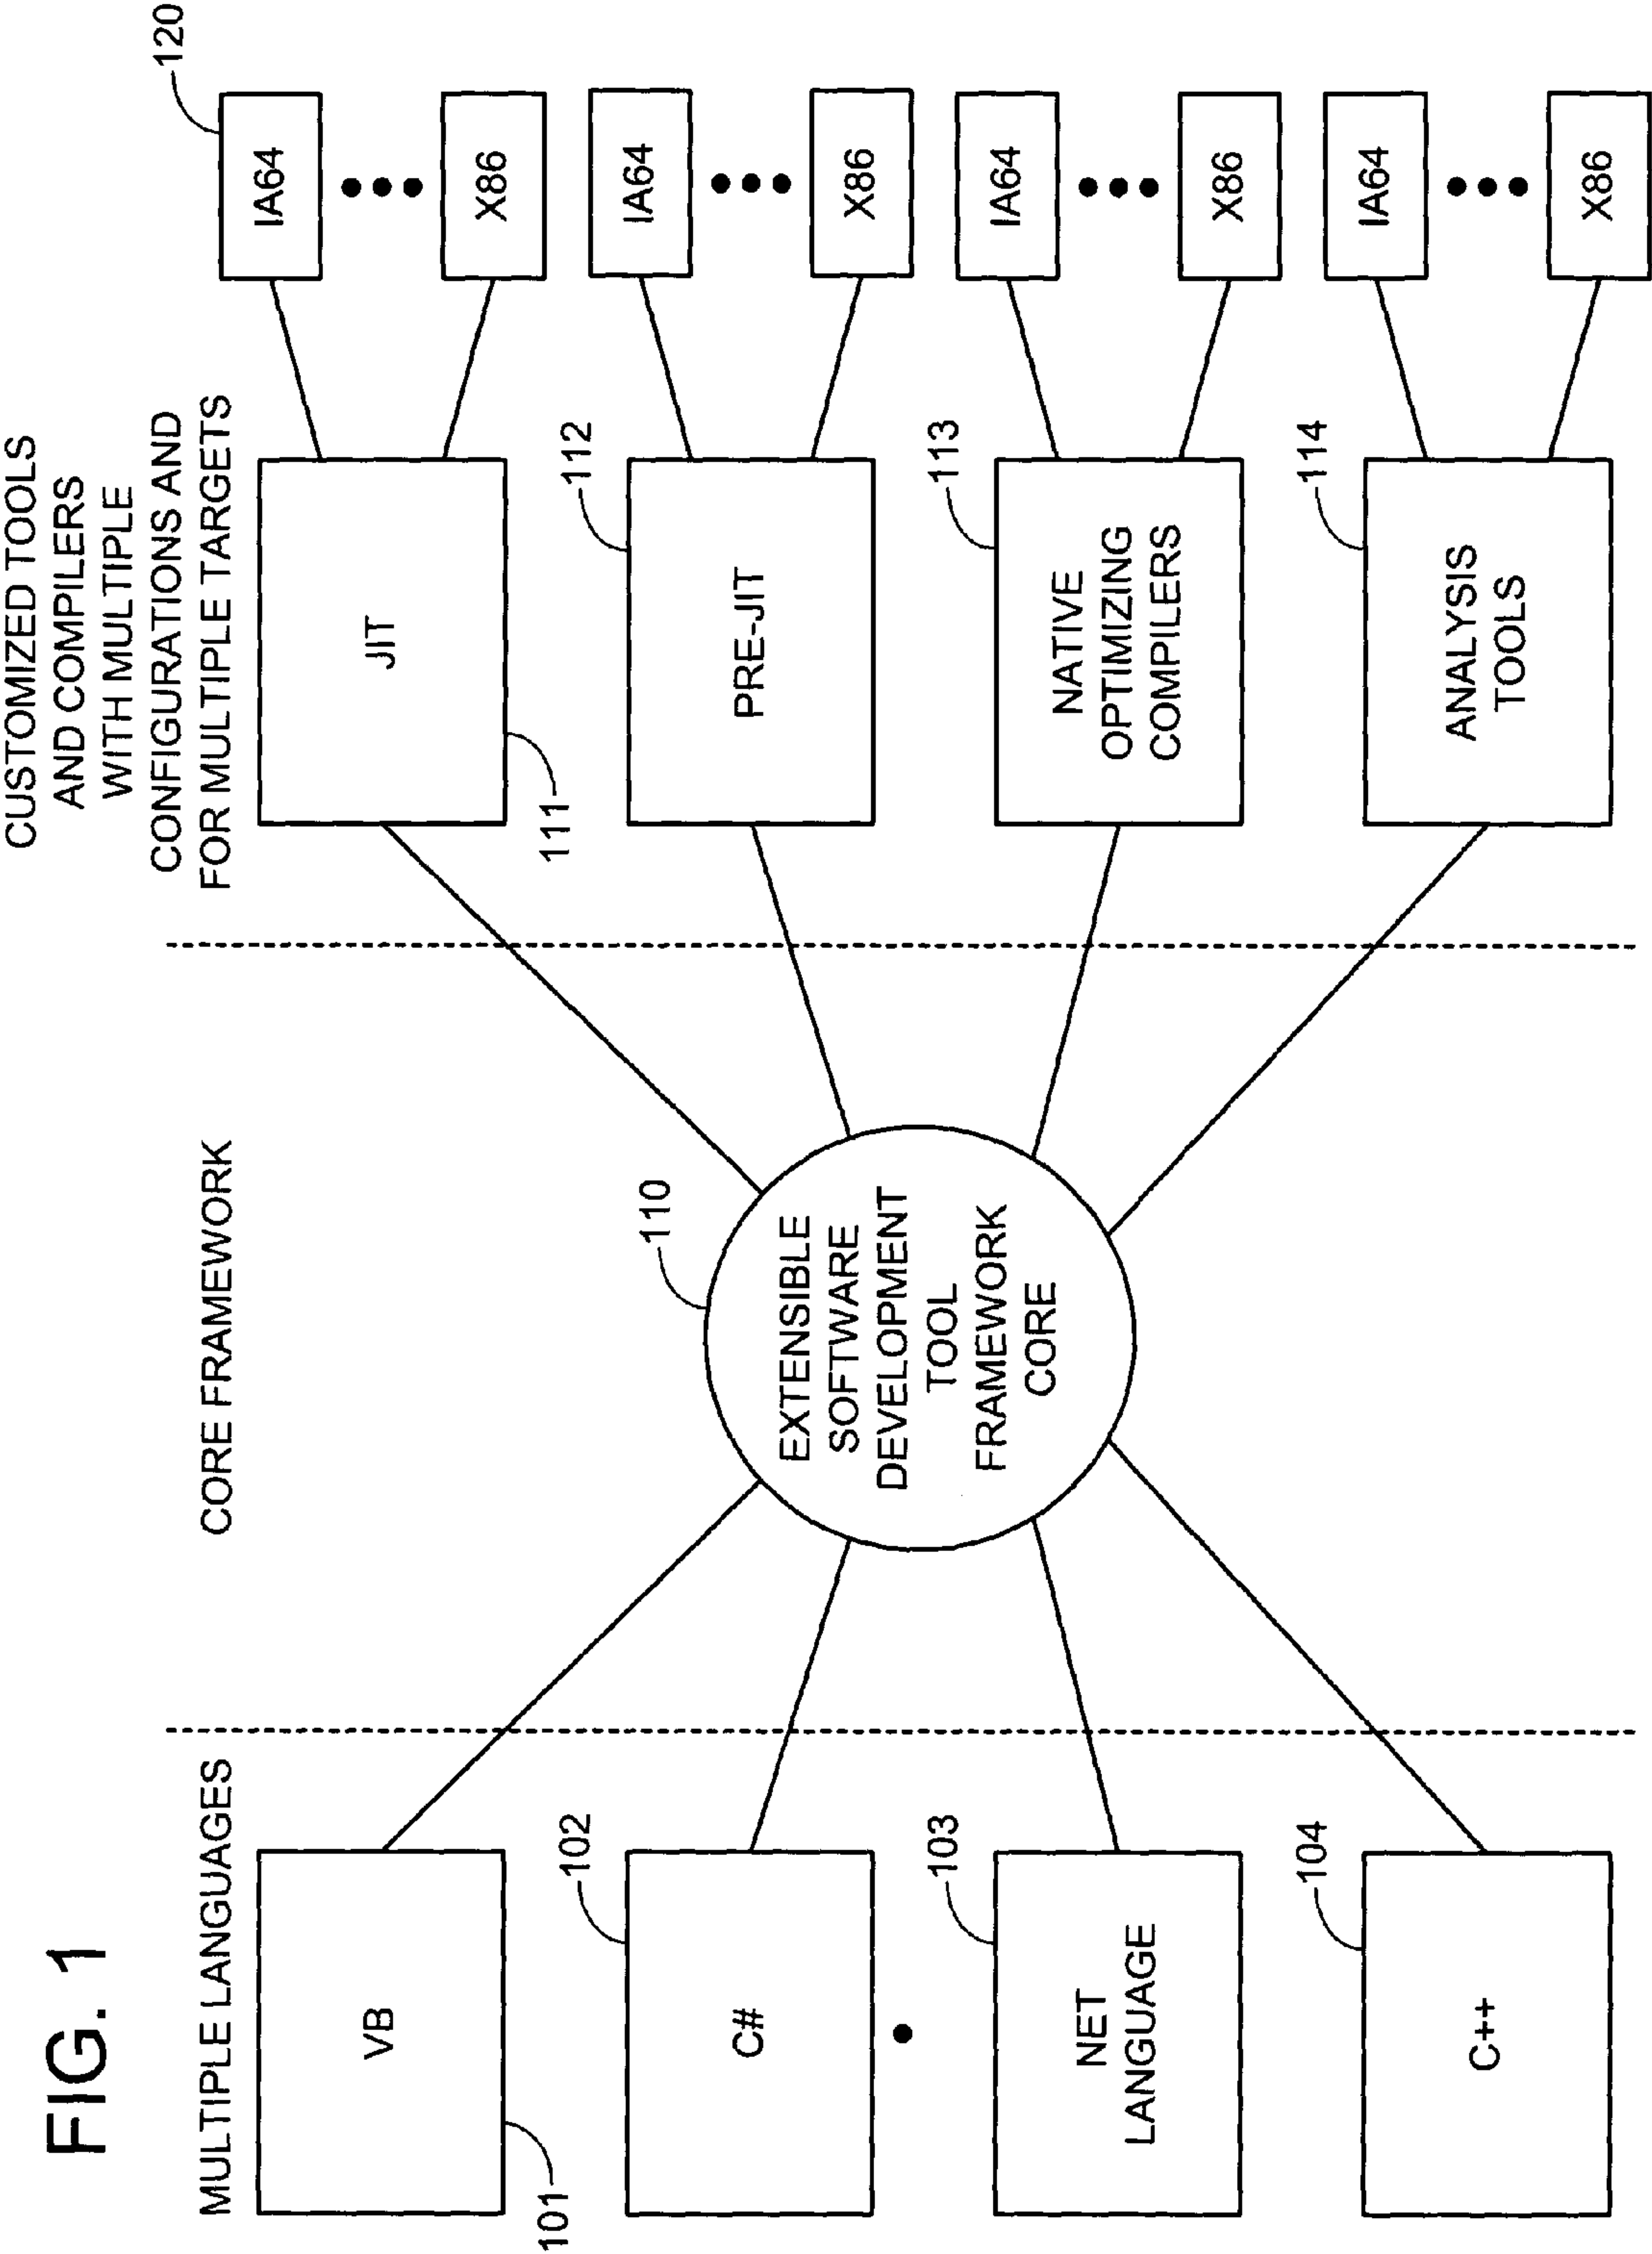 FIG. 1
MULTIPLE LANGUAGES
CORE FRAMEWORK
CUSTOMIZED TOOLS
AND COMPILERS
WITH MULTIPLE
CONFIGURATIONS AND
FOR MULTIPLE TARGETS
VB
101
C#
102
NET
LANGUAGE
103
C++
104
EXTENSIBLE
SOFTWARE
DEVELOPMENT
TOOL
FRAMEWORK
CORE
110
JIT
111
PRE-JIT
112
NATIVE
OPTIMIZING
COMPILERS
113
ANALYSIS
TOOLS
114
IA64
120
X86
IA64
X86
IA64
X86
IA64
X86